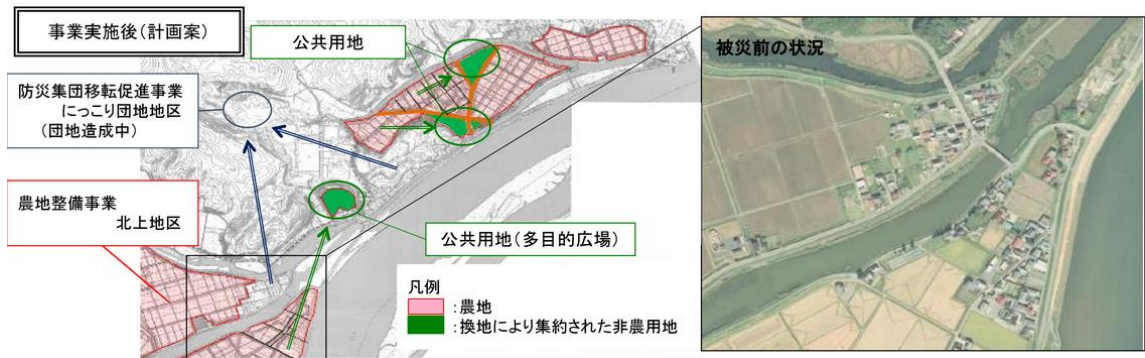 事業実施後(計画案)
公共用地
防災集団移転促進事業
にっこり団地地区
(団地造成中)
農地整備事業
北上地区
公共用地(多目的広場)
凡例
:農地
:換地により集約された非農用地
被災前の状況